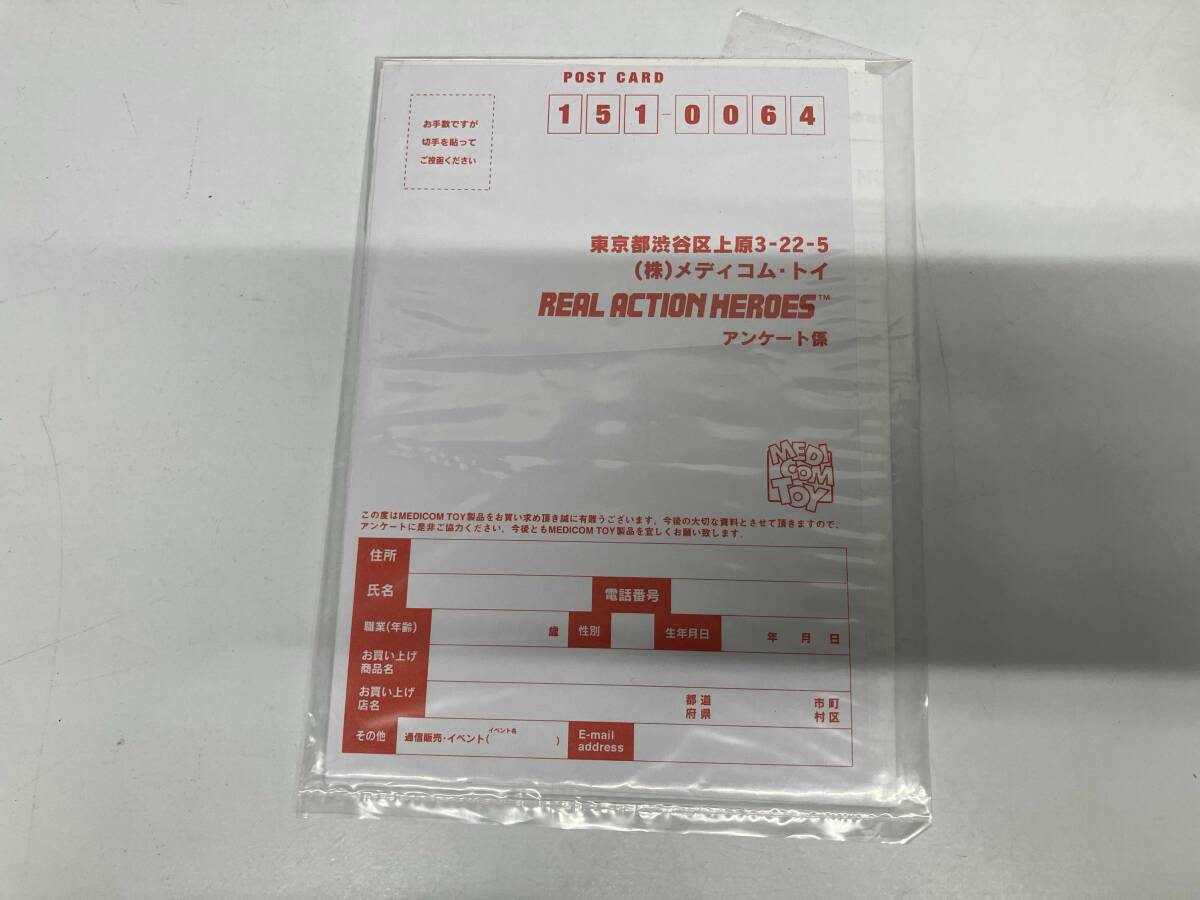 POST CARD
お手数ですが
切手を貼って
ご投函ください
151-0064
東京都渋谷区上原3-22-5
(株)メディコム・トイ
REAL ACTION HEROES™
アンケート係
MEDI
COM
TOY
この度はMEDICOM TOY製品をお買い求め頂き誠に有難うございます。今後の大切な資料とさせて頂きますので、
アンケートに是非ご協力ください。今後ともMEDICOM TOY製品を宜しくお願い致します。
住所
氏名 電話番号
職業(年齢) 歳 性別 生年月日 年 月 日
お買い上げ
商品名
お買い上げ
店名
都道
府県
市町
村区
その他 通信販売・イベント(イベント名 )
E-mail
address